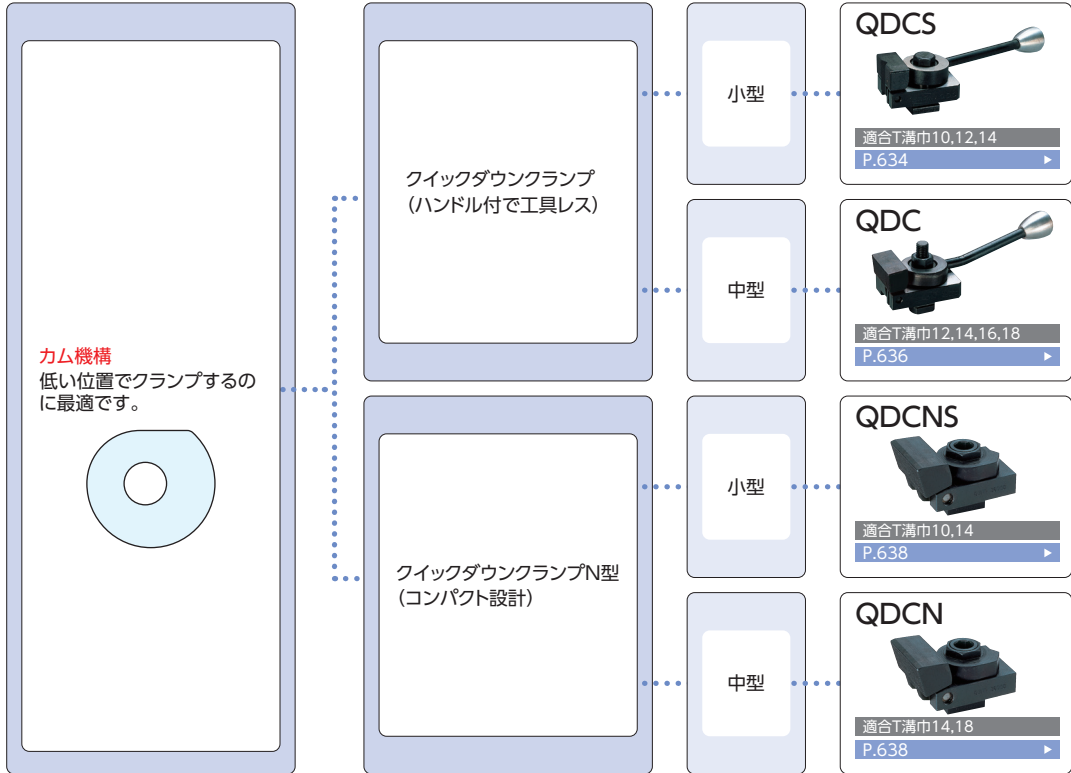 カム機構
低い位置でクランプするの
に最適です。
クイックダウンクランプ
（ハンドル付で工具レス）
小型
QDCS
適合T溝巾10,12,14
P.634
中型
QDC
適合T溝巾12,14,16,18
P.636
クイックダウンクランプN型
（コンパクト設計）
小型
QDCNS
適合T溝巾10,14
P.638
中型
QDCN
適合T溝巾14,18
P.638